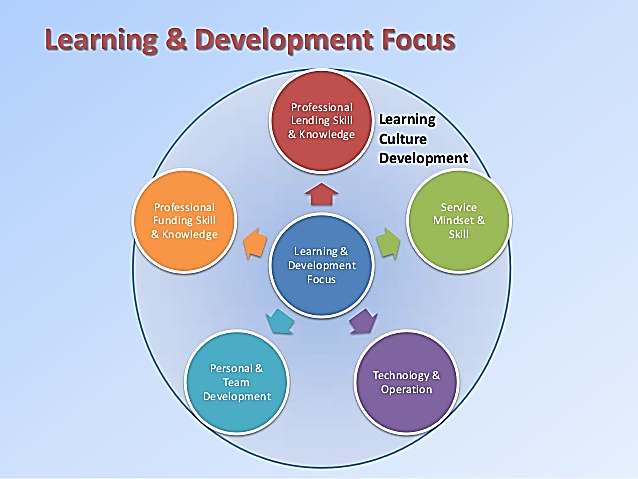 Learning & Development Focus
Professional
Lending Skill
& Knowledge
Learning
Culture
Development
Professional
Funding Skill
& Knowledge
Service
Mindset &
Skill
Learning &
Development
Focus
Personal &
Team
Development
Technology &
Operation